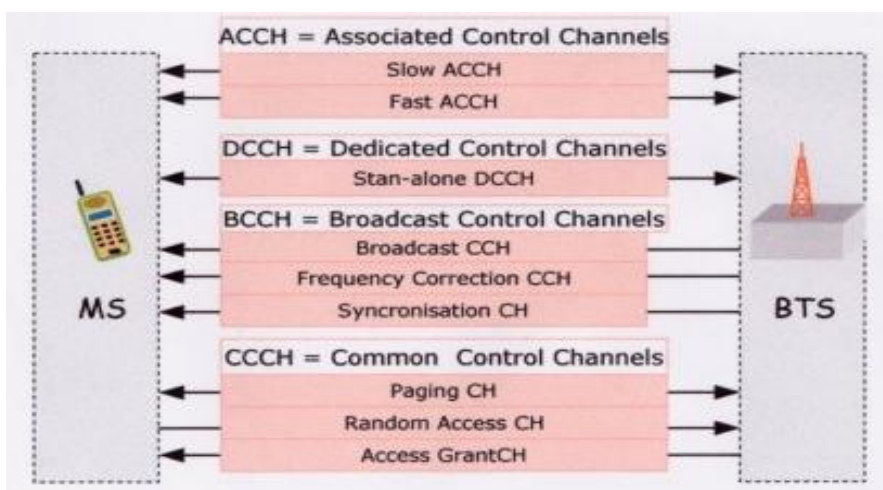 ACCH = Associated Control Channels
Slow ACCH
Fast ACCH
DCCH = Dedicated Control Channels
Stan-alone DCCH
BCCH = Broadcast Control Channels
Broadcast CCH
Frequency Correction CCH
Syncronisation CH
MS
BTS
CCCH = Common Control Channels
Paging CH
Random Access CH
Access GrantCH